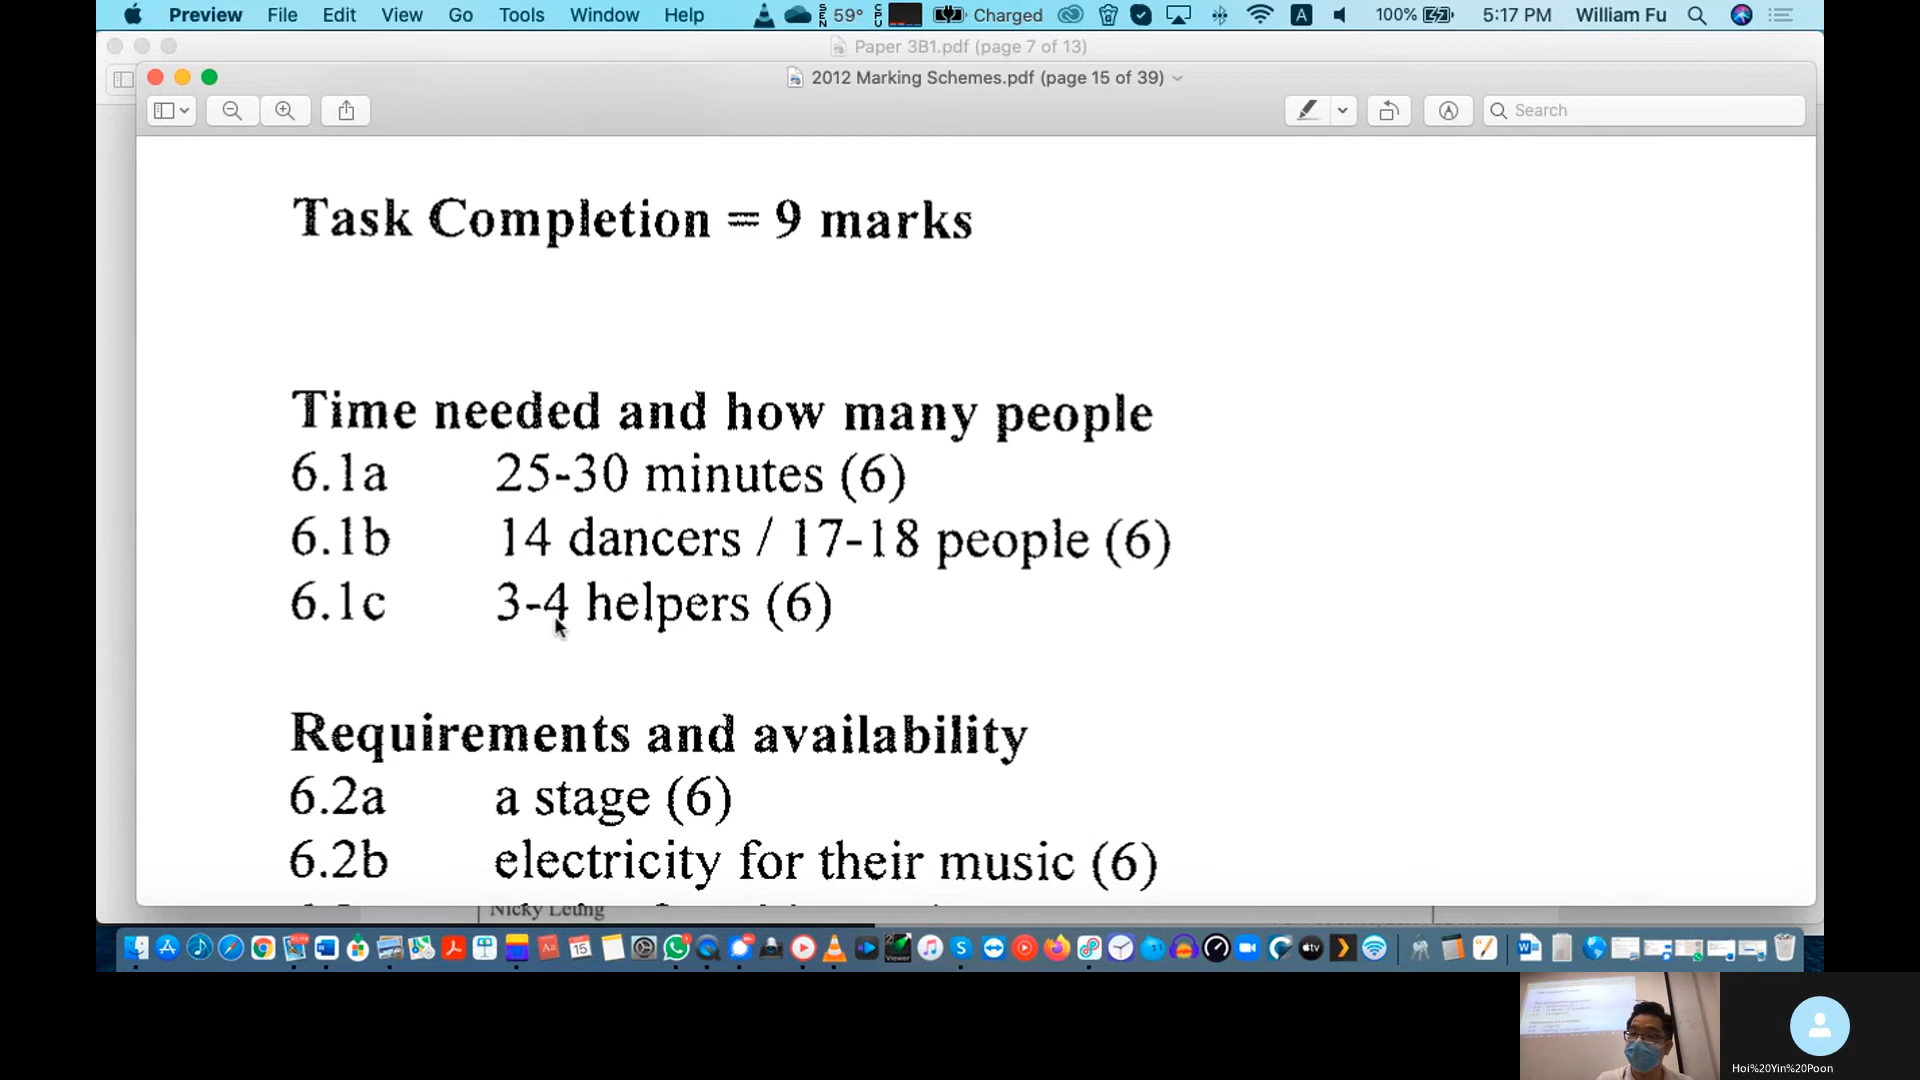 Preview File Edit View Go Tools Window Help SEN 59° CPU Charged A 100% 5:17 PM William Fu
Paper 3B1.pdf (page 7 of 13)
2012 Marking Schemes.pdf (page 15 of 39)
Search
Task Completion = 9 marks
Time needed and how many people
6.1a 25-30 minutes (6)
6.1b 14 dancers / 17-18 people (6)
6.1c 3-4 helpers (6)
Requirements and availability
6.2a a stage (6)
6.2b electricity for their music (6)
Nicky Leung
Hoi%20Yin%20Poon